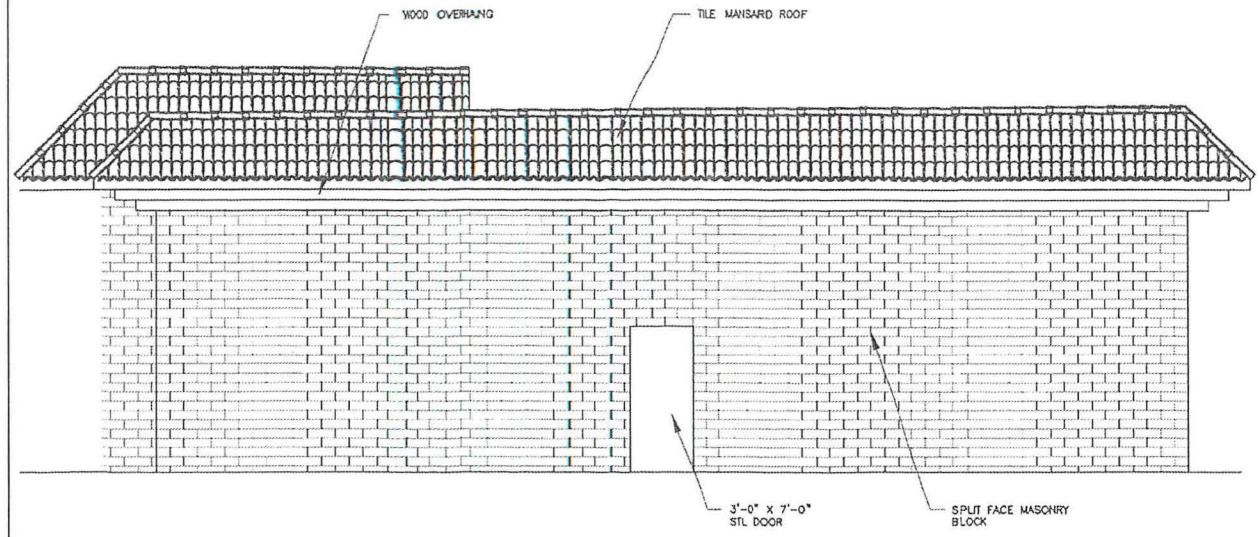 WOOD OVERHANG
TILE MANSARD ROOF
3'-0" X 7'-0"
STL DOOR
SPLIT FACE MASONRY
BLOCK